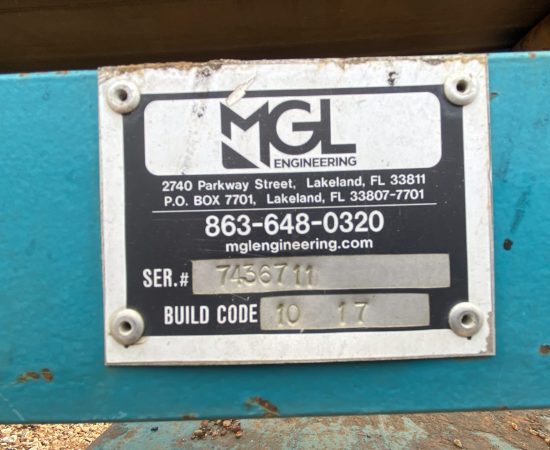 MGL
ENGINEERING
2740 Parkway Street, Lakeland, FL 33811
P.O. BOX 7701, Lakeland, FL 33807-7701
863-648-0320
mglengineering.com
SER.# 7436711
BUILD CODE 10 17